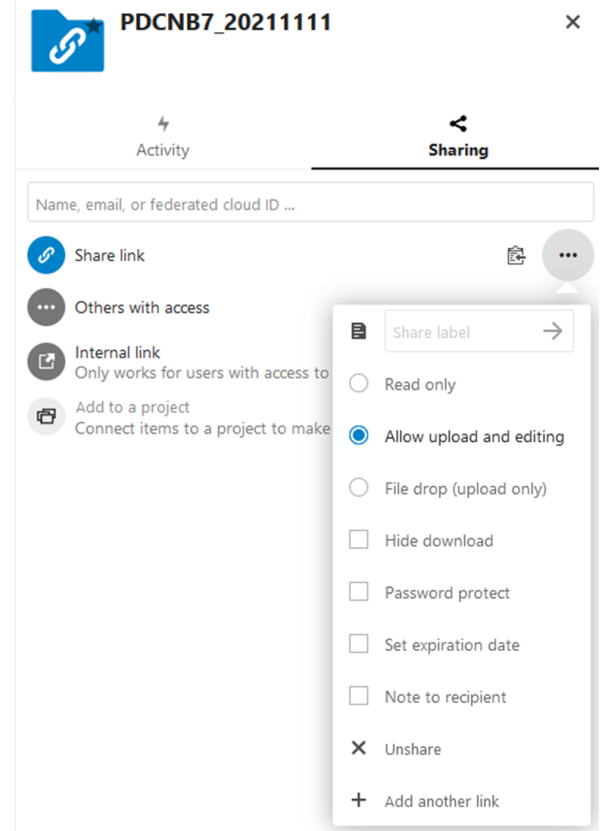 PDCNB7_20211111
Activity
Sharing
Name, email, or federated cloud ID ...
Share link
Others with access
Internal link
Only works for users with access to
Add to a project
Connect items to a project to make
Share label
Read only
Allow upload and editing
File drop (upload only)
Hide download
Password protect
Set expiration date
Note to recipient
Unshare
Add another link